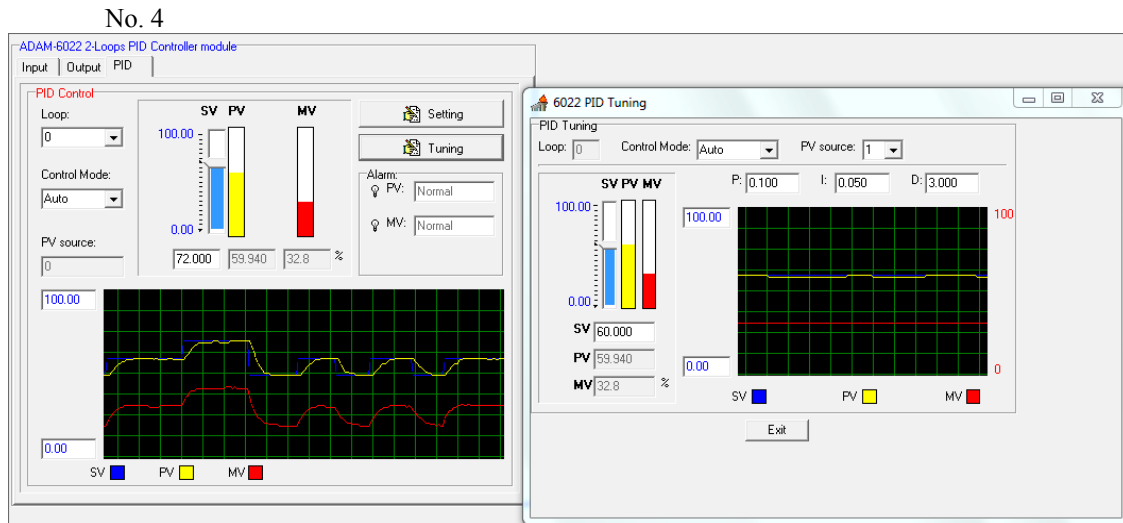 No. 4
ADAM-6022 2-Loops PID Controller module
Input Output PID
PID Control
Loop:
0
Control Mode:
Auto
PV source:
0
SV PV MV
100.00
0.00
72.000 59.940 32.8 %
Setting
Tuning
Alarm:
PV: Normal
MV: Normal
100.00
0.00
SV PV MV
6022 PID Tuning
PID Tuning
Loop: 0 Control Mode: Auto PV source: 1
SV PV MV
100.00
0.00
SV 60.000
PV 59.940
MV 32.8 %
P: 0.100 I: 0.050 D: 3.000
100.00 100
0.00 0
SV PV MV
Exit